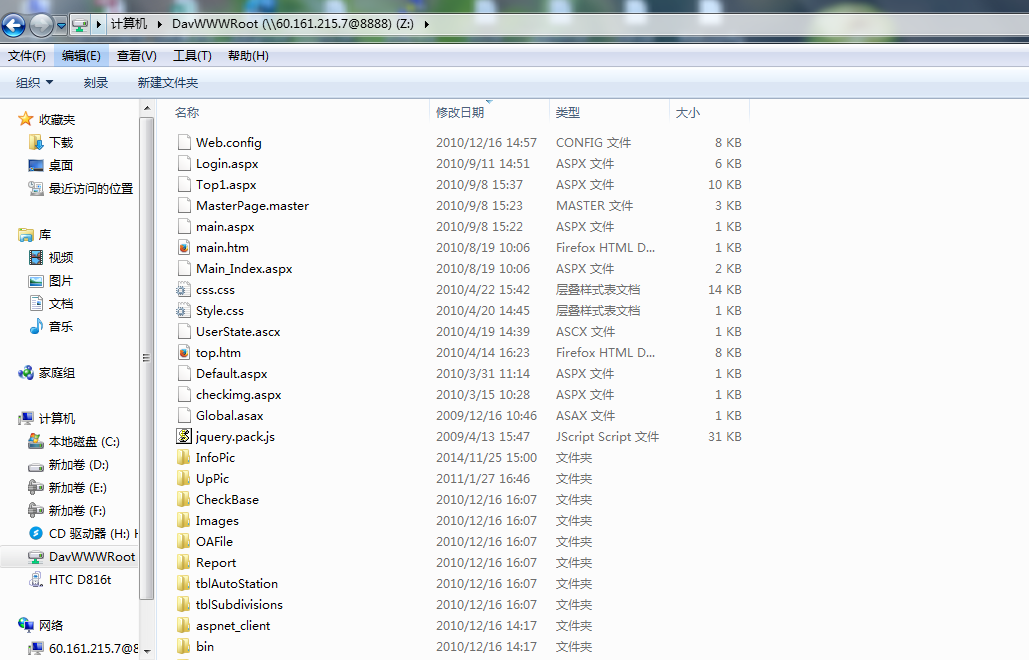 计算机 DavWWWRoot (\\60.161.215.7@8888) (Z:)
文件(F) 编辑(E) 查看(V) 工具(T) 帮助(H)
组织 刻录 新建文件夹
收藏夹
下载
桌面
最近访问的位置
库
视频
图片
文档
音乐
家庭组
计算机
本地磁盘 (C:)
新加卷 (D:)
新加卷 (E:)
新加卷 (F:)
CD 驱动器 (H:) H
DavWWWRoot
HTC D816t
网络
60.161.215.7@8
名称 修改日期 类型 大小
Web.config 2010/12/16 14:57 CONFIG 文件 8 KB
Login.aspx 2010/9/11 14:51 ASPX 文件 6 KB
Top1.aspx 2010/9/8 15:37 ASPX 文件 10 KB
MasterPage.master 2010/9/8 15:23 MASTER 文件 3 KB
main.aspx 2010/9/8 15:22 ASPX 文件 1 KB
main.htm 2010/8/19 10:06 Firefox HTML D... 1 KB
Main_Index.aspx 2010/8/19 10:06 ASPX 文件 2 KB
css.css 2010/4/22 15:42 层叠样式表文档 14 KB
Style.css 2010/4/20 14:45 层叠样式表文档 1 KB
UserState.ascx 2010/4/19 14:39 ASCX 文件 1 KB
top.htm 2010/4/14 16:23 Firefox HTML D... 8 KB
Default.aspx 2010/3/31 11:14 ASPX 文件 1 KB
checkimg.aspx 2010/3/15 10:28 ASPX 文件 1 KB
Global.asax 2009/12/16 10:46 ASAX 文件 1 KB
jquery.pack.js 2009/4/13 15:47 JScript Script 文件 31 KB
InfoPic 2014/11/25 15:00 文件夹
UpPic 2011/1/27 16:46 文件夹
CheckBase 2010/12/16 16:07 文件夹
Images 2010/12/16 16:07 文件夹
OAFile 2010/12/16 16:07 文件夹
Report 2010/12/16 16:07 文件夹
tblAutoStation 2010/12/16 16:07 文件夹
tblSubdivisions 2010/12/16 16:07 文件夹
aspnet_client 2010/12/16 14:17 文件夹
bin 2010/12/16 14:17 文件夹